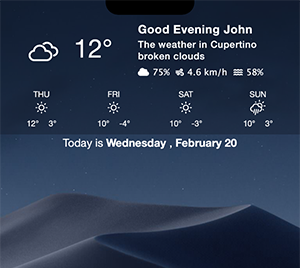 Good Evening John
12°
The weather in Cupertino
broken clouds
75% 4.6 km/h 58%
THU FRI SAT SUN
12° 3° 10° -4° 10° -3° 10° 3°
Today is Wednesday , February 20